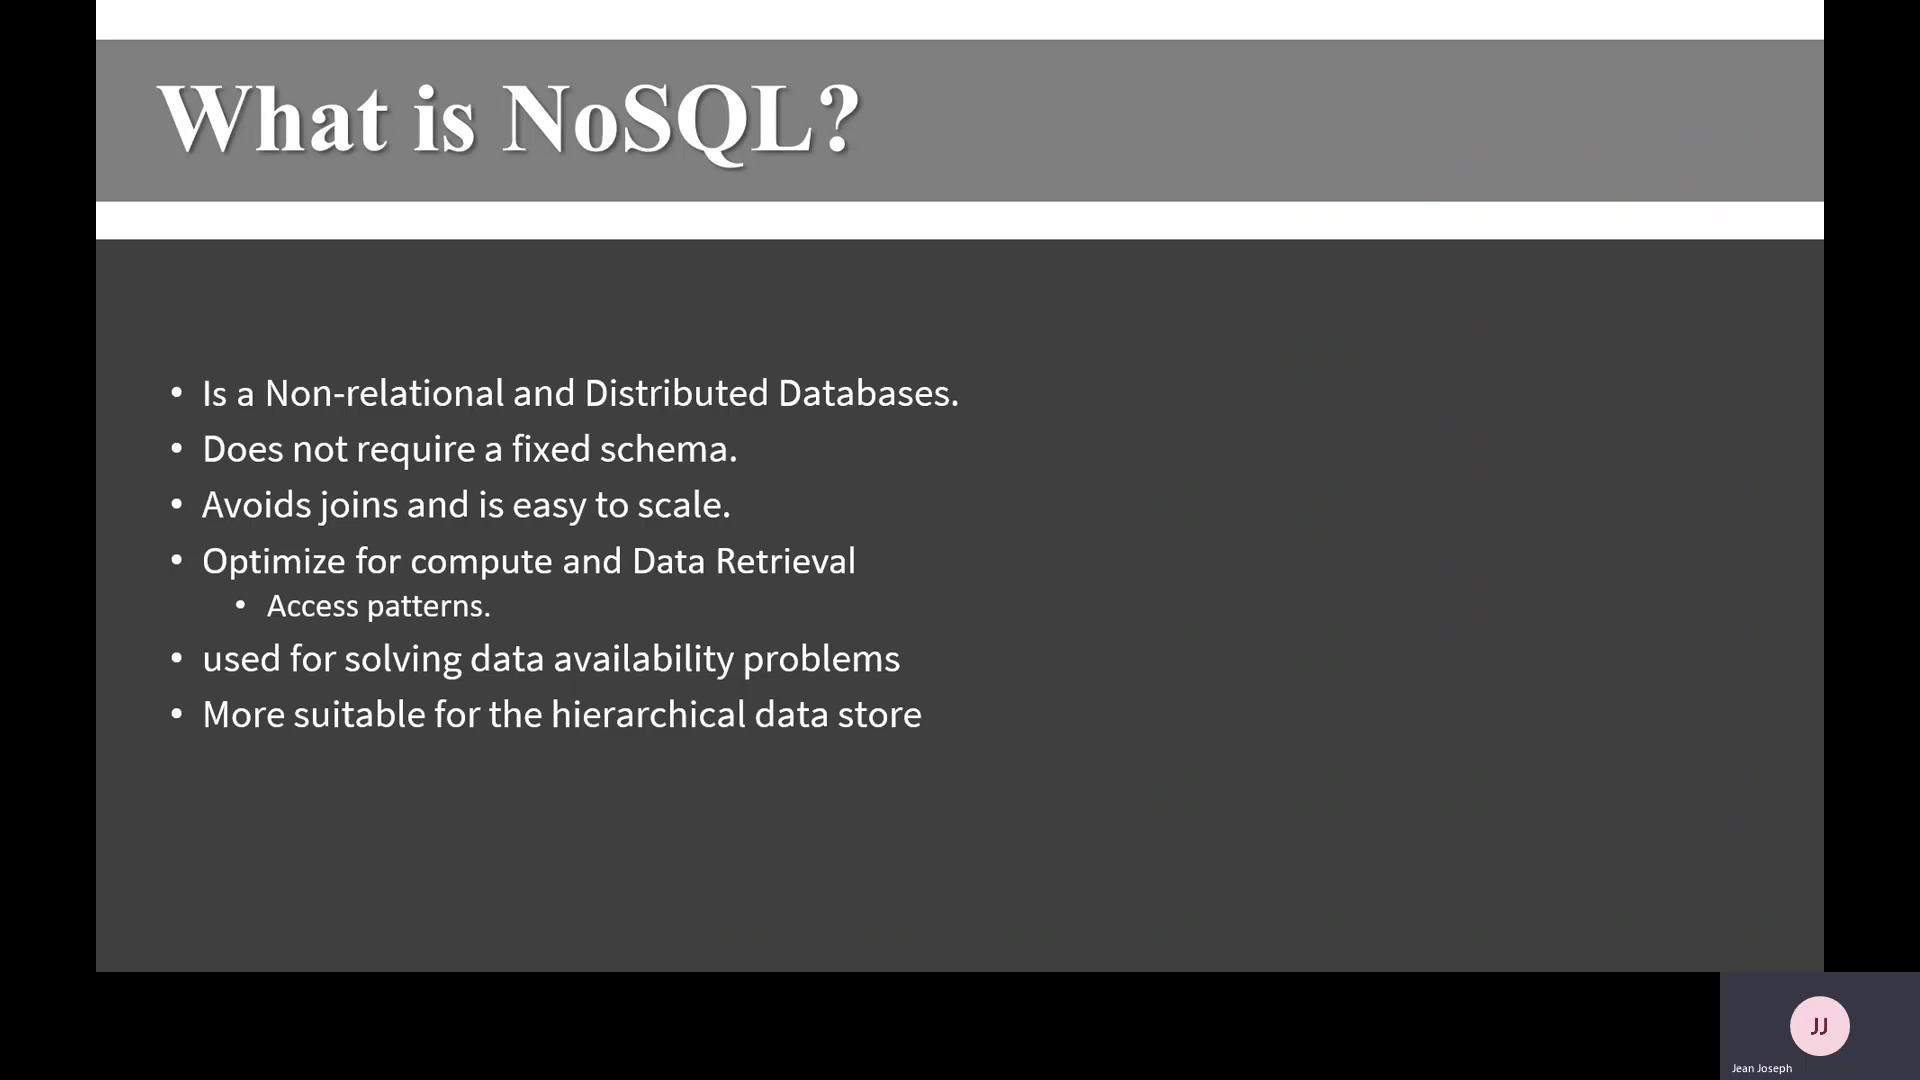 What is NoSQL?
• Is a Non-relational and Distributed Databases.
• Does not require a fixed schema.
• Avoids joins and is easy to scale.
• Optimize for compute and Data Retrieval
• Access patterns.
• used for solving data availability problems
• More suitable for the hierarchical data store
JJ
Jean Joseph